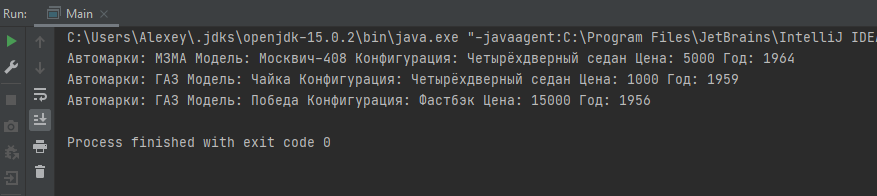 Run: Main
C:\Users\Alexey\.jdks\openjdk-15.0.2\bin\java.exe "-javaagent:C:\Program Files\JetBrains\IntelliJ IDEA
Автомарки: МЗМА Модель: Москвич-408 Конфигурация: Четырёхдверный седан Цена: 5000 Год: 1964
Автомарки: ГАЗ Модель: Чайка Конфигурация: Четырёхдверный седан Цена: 1000 Год: 1959
Автомарки: ГАЗ Модель: Победа Конфигурация: Фастбэк Цена: 15000 Год: 1956
Process finished with exit code 0